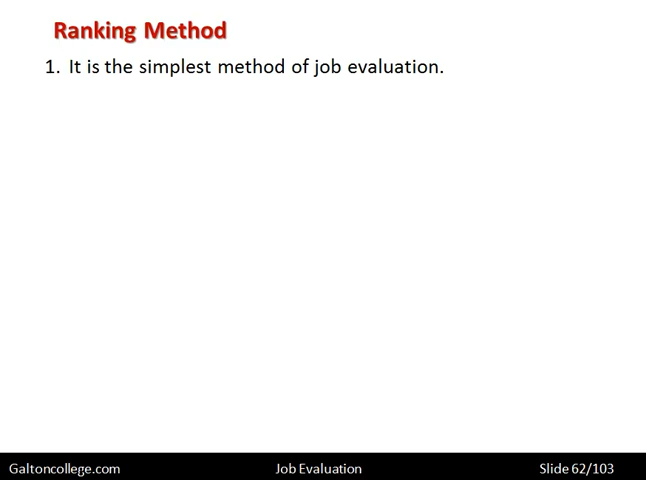 Ranking Method
1. It is the simplest method of job evaluation.
Galtoncollege.com Job Evaluation Slide 62/103